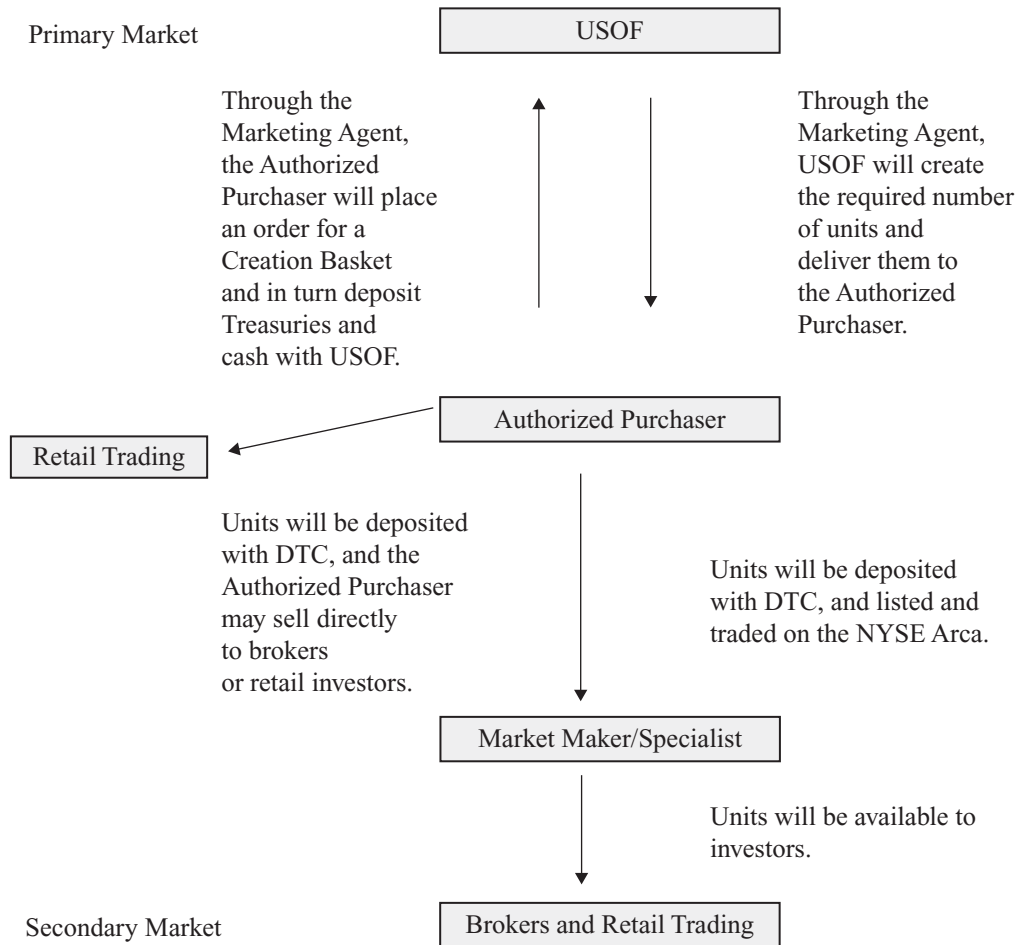 Primary Market
USOF
Through the
Marketing Agent,
the Authorized
Purchaser will place
an order for a
Creation Basket
and in turn deposit
Treasuries and
cash with USOF.
Through the
Marketing Agent,
USOF will create
the required number
of units and
deliver them to
the Authorized
Purchaser.
Authorized Purchaser
Retail Trading
Units will be deposited
with DTC, and the
Authorized Purchaser
may sell directly
to brokers
or retail investors.
Units will be deposited
with DTC, and listed and
traded on the NYSE Arca.
Market Maker/Specialist
Units will be available to
investors.
Secondary Market
Brokers and Retail Trading